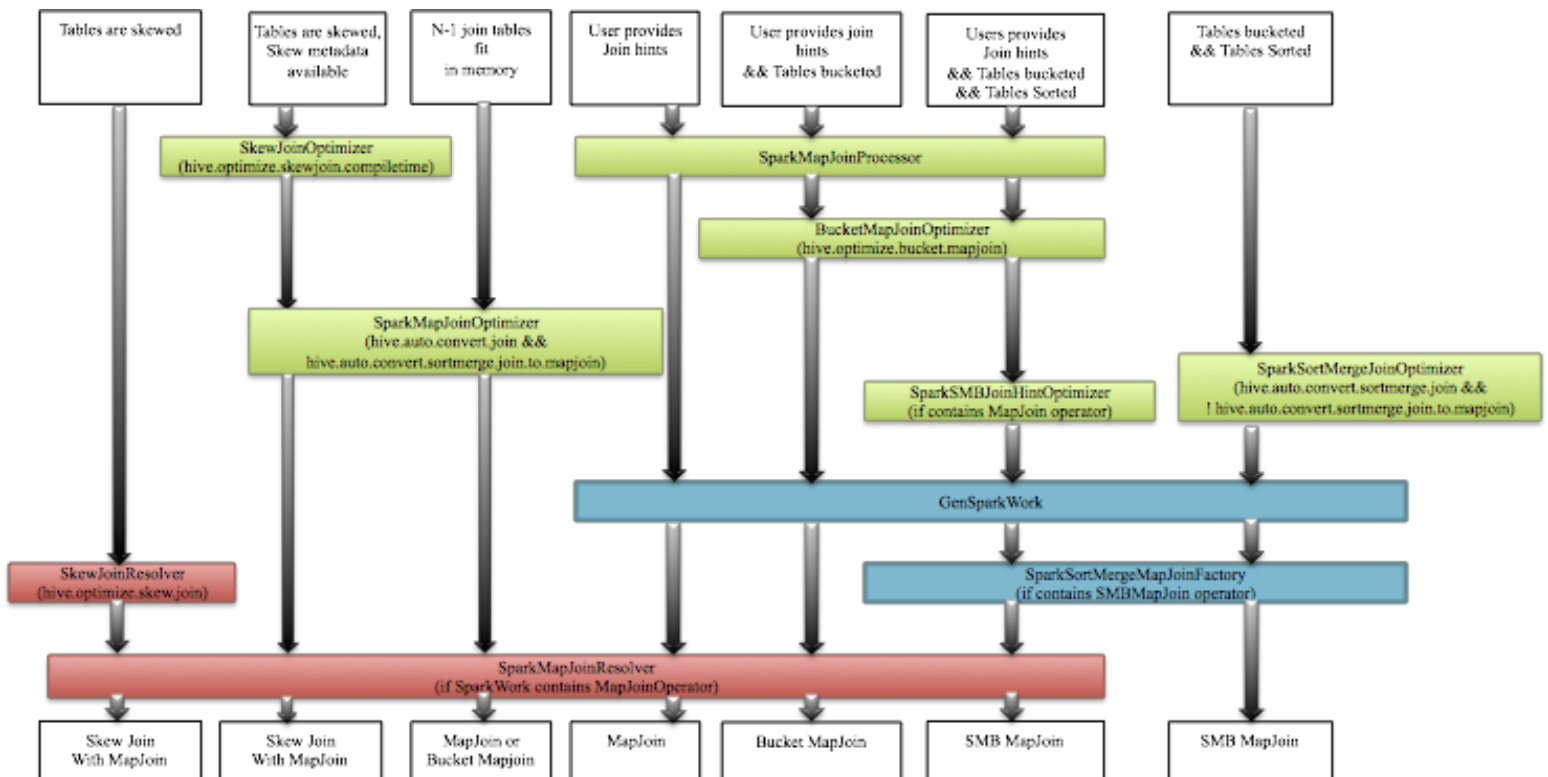 Tables are skewed
Tables are skewed,
Skew metadata
available
N-1 join tables
fit
in memory
User provides
Join hints
User provides join
hints
&& Tables bucketed
Users provides
Join hints
&& Tables bucketed
&& Tables Sorted
Tables bucketed
&& Tables Sorted
SkewJoinOptimizer
(hive.optimize.skewjoin.compiletime)
SparkMapJoinProcessor
BucketMapJoinOptimizer
(hive.optimize.bucket.mapjoin)
SparkMapJoinOptimizer
(hive.auto.convert.join &&
hive.auto.convert.sortmerge.join.to.mapjoin)
SparkSMBJoinHintOptimizer
(if contains MapJoin operator)
SparkSortMergeJoinOptimizer
(hive.auto.convert.sortmerge.join &&
! hive.auto.convert.sortmerge.join.to.mapjoin)
GenSparkWork
SkewJoinResolver
(hive.optimize.skew.join)
SparkSortMergeMapJoinFactory
(if contains SMBMapJoin operator)
SparkMapJoinResolver
(if SparkWork contains MapJoinOperator)
Skew Join
With MapJoin
Skew Join
With MapJoin
MapJoin or
Bucket Mapjoin
MapJoin
Bucket MapJoin
SMB MapJoin
SMB MapJoin